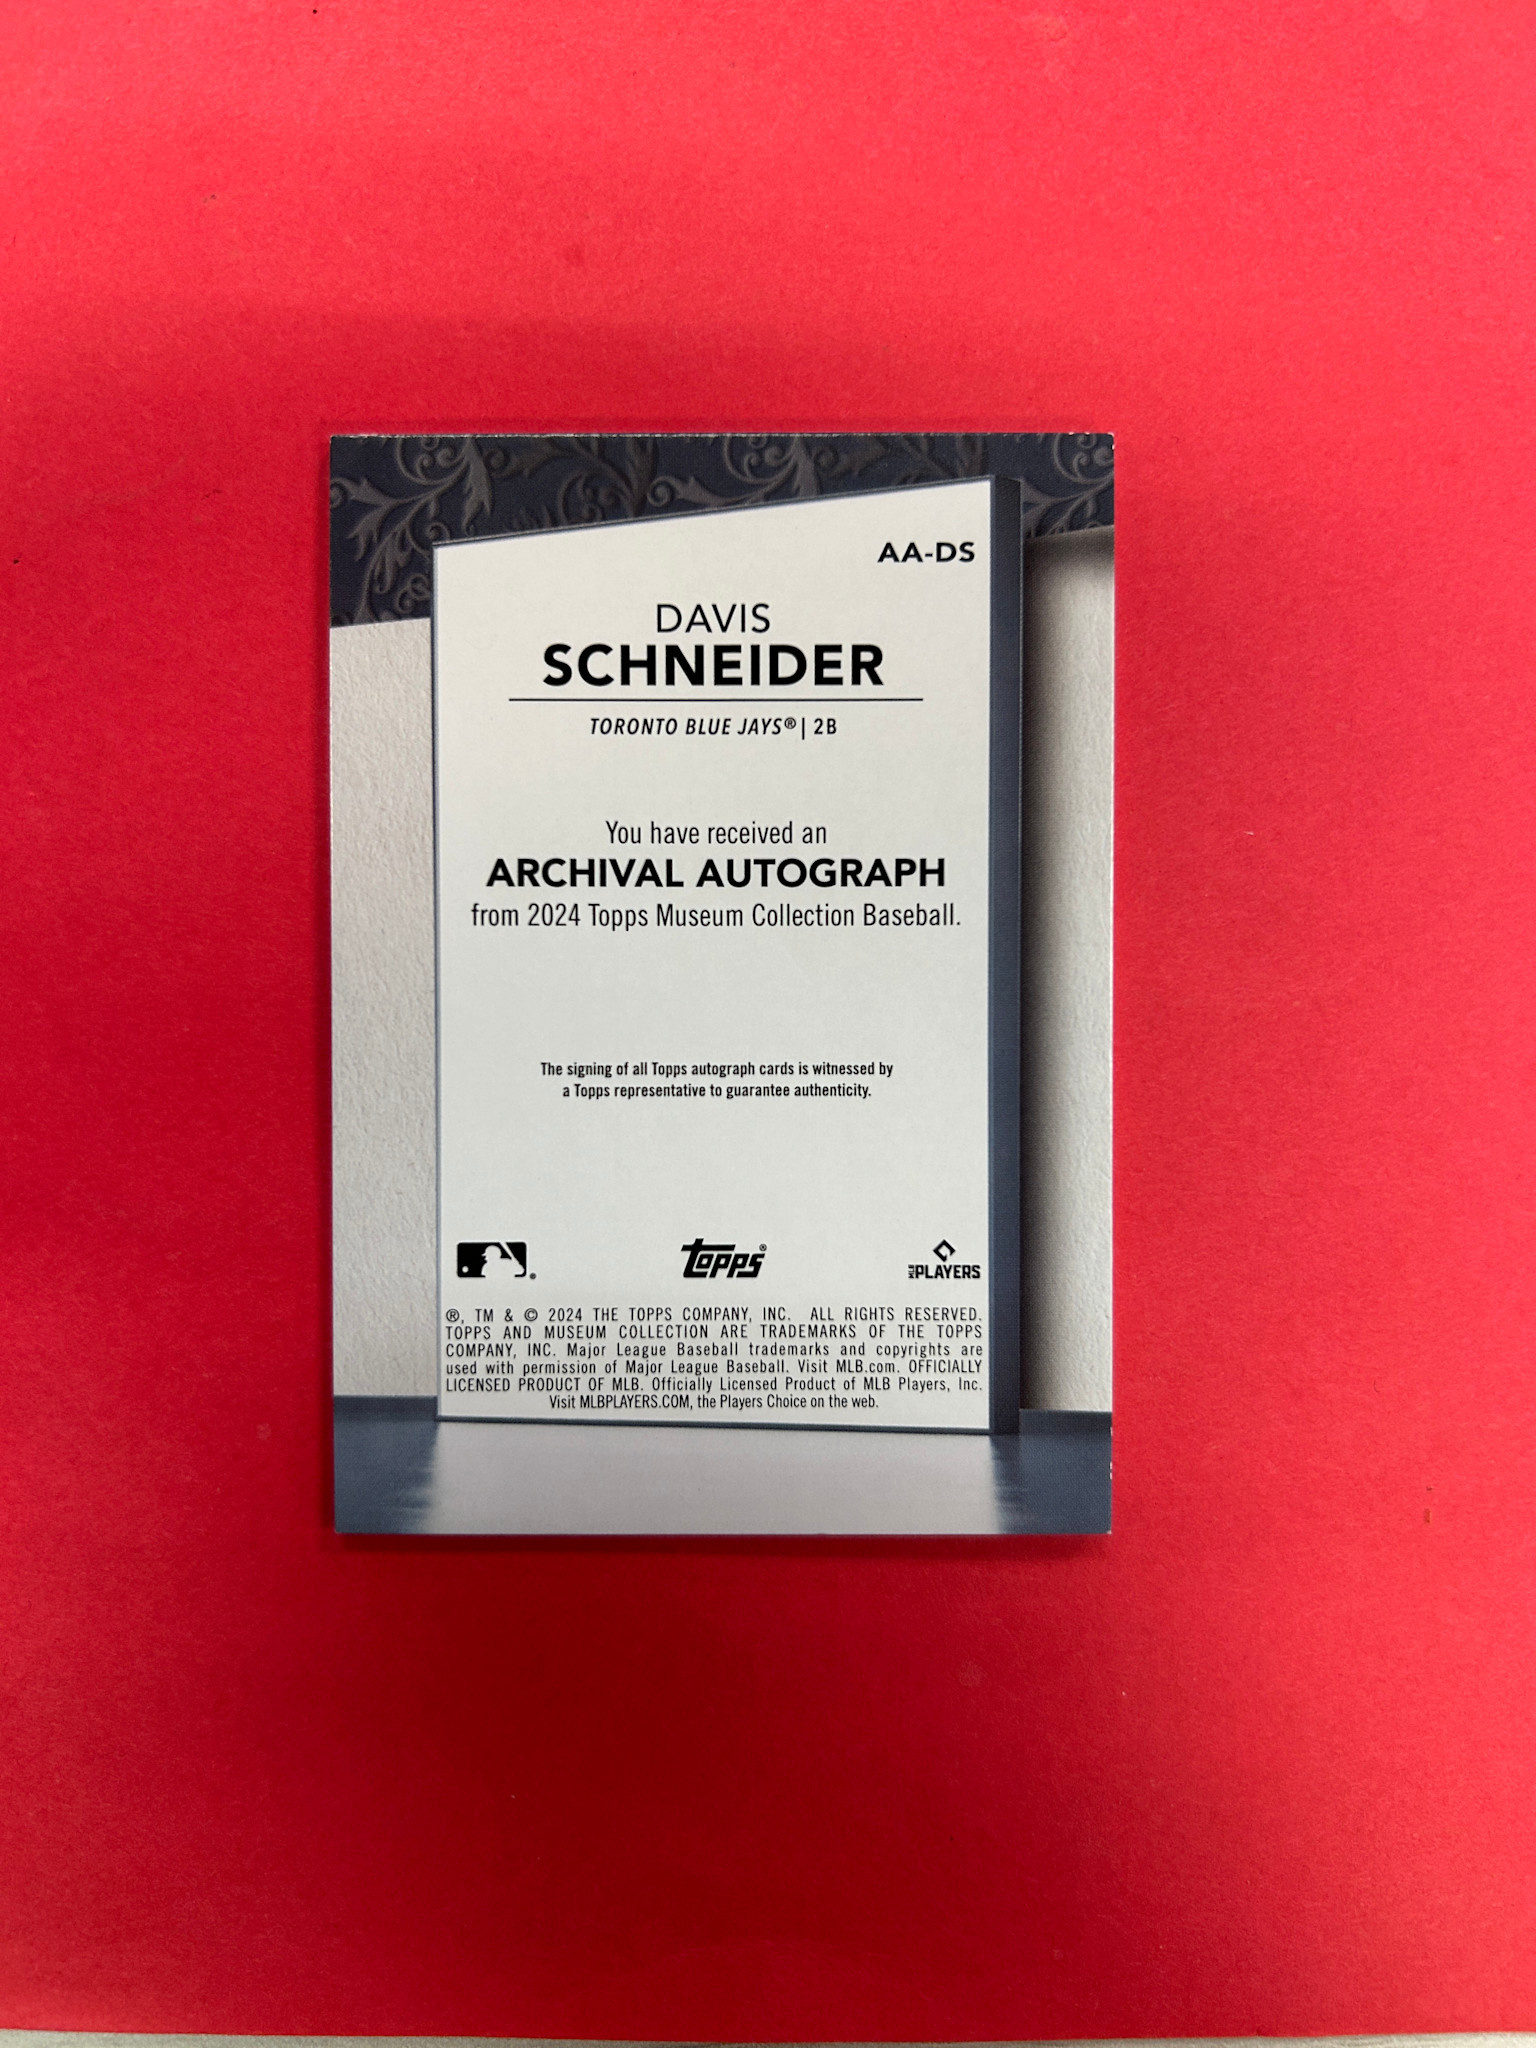 AA-DS
DAVIS
SCHNEIDER
TORONTO BLUE JAYS® | 2B
You have received an
ARCHIVAL AUTOGRAPH
from 2024 Topps Museum Collection Baseball.
The signing of all Topps autograph cards is witnessed by
a Topps representative to guarantee authenticity.
Topps® MLB PLAYERS
®, TM & © 2024 THE TOPPS COMPANY, INC. ALL RIGHTS RESERVED.
TOPPS AND MUSEUM COLLECTION ARE TRADEMARKS OF THE TOPPS
COMPANY, INC. Major League Baseball trademarks and copyrights are
used with permission of Major League Baseball. Visit MLB.com. OFFICIALLY
LICENSED PRODUCT OF MLB. Officially Licensed Product of MLB Players, Inc.
Visit MLBPLAYERS.COM, the Players Choice on the web.